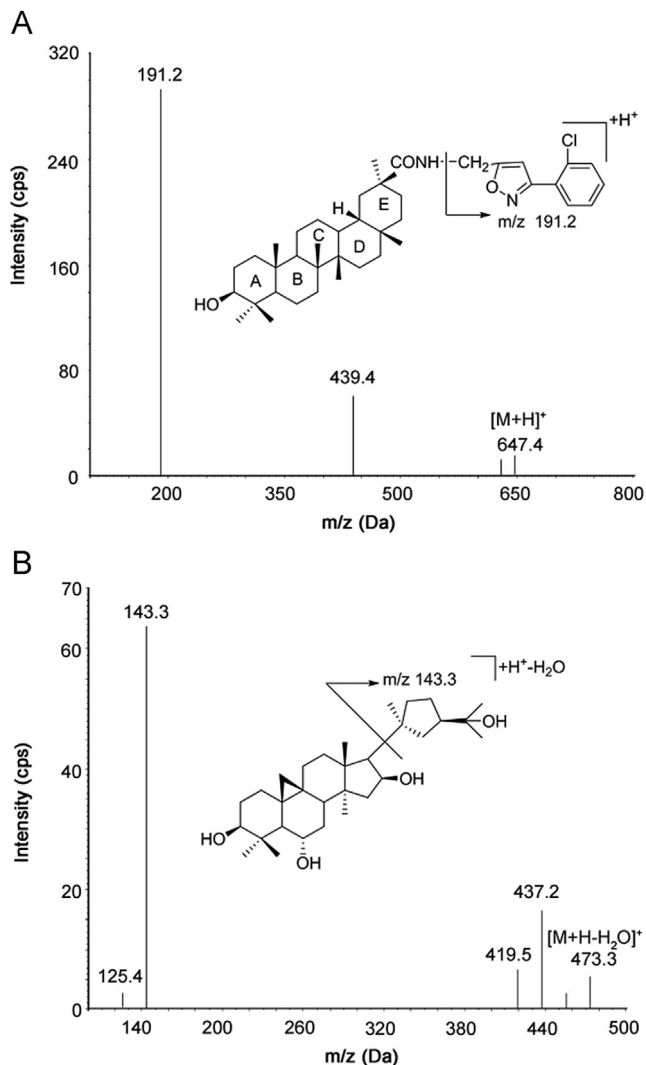 A
Intensity (cps)
320
240
160
80
0
191.2
439.4
[M+H]⁺
647.4
+H⁺
Cl
CONH-CH₂
O
N
m/z 191.2
H
E
C
D
A
B
HO
200
350
500
650
800
m/z (Da)
B
Intensity (cps)
70
60
40
20
0
143.3
+H⁺-H₂O
m/z 143.3
OH
OH
HO
OH
125.4
437.2
[M+H-H₂O]⁺
419.5
473.3
140
200
260
320
380
440
500
m/z (Da)